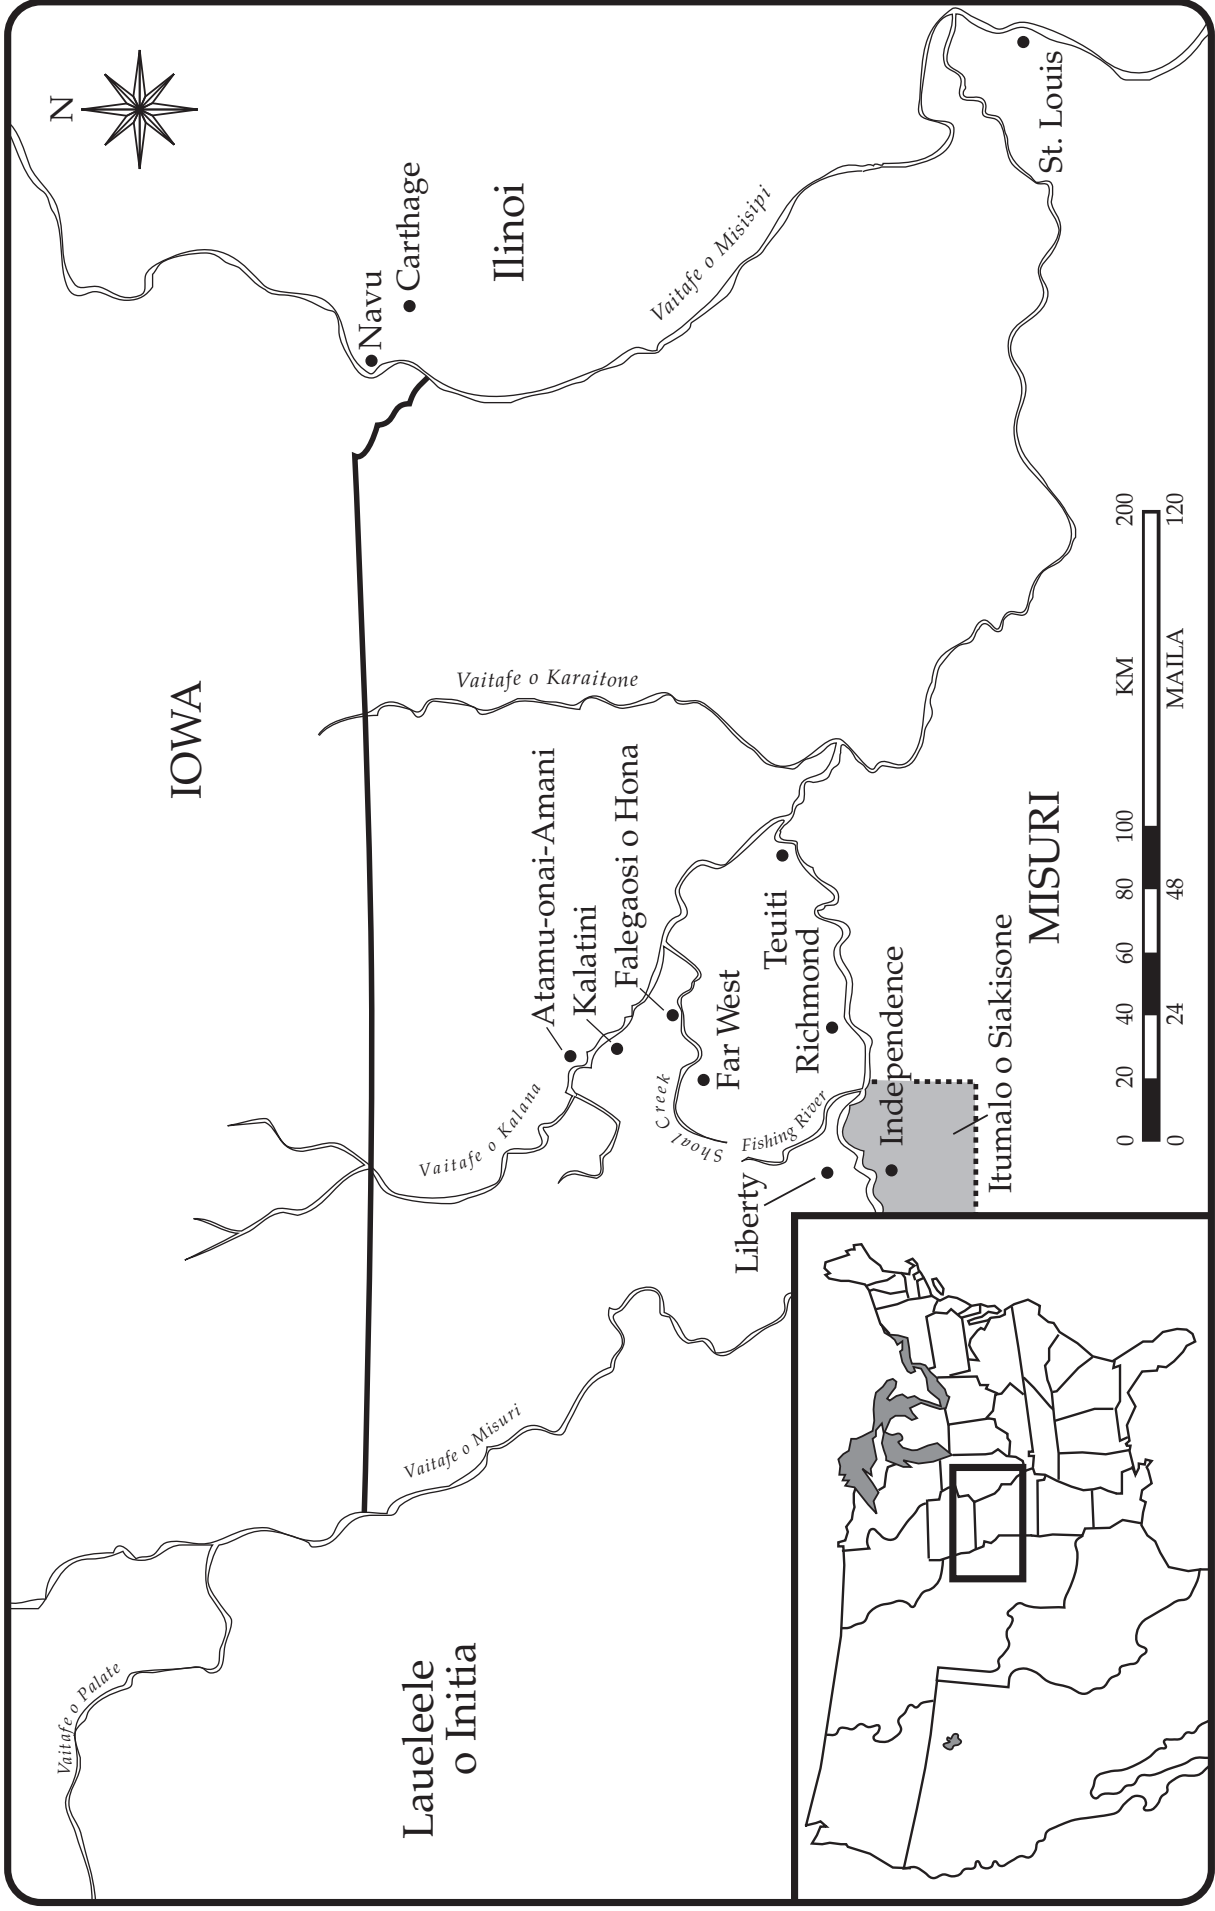 N
IOWA
Navu
Carthage
Ilinoi
Vaitafe o Misisipi
St. Louis
Vaitafe o Karaitone
Atamu-onai-Amani
Kalatini
Falegaosi o Hona
Vaitafe o Kalana
Shoal Creek
Far West
Teuiti
Richmond
Fishing River
Liberty
Independence
Itumalo o Siakisone
MISURI
Vaitafe o Palate
Vaitafe o Misuri
Laueleele
o Initia
0 20 40 60 80 100 KM 200
0 24 48 MAILA 120